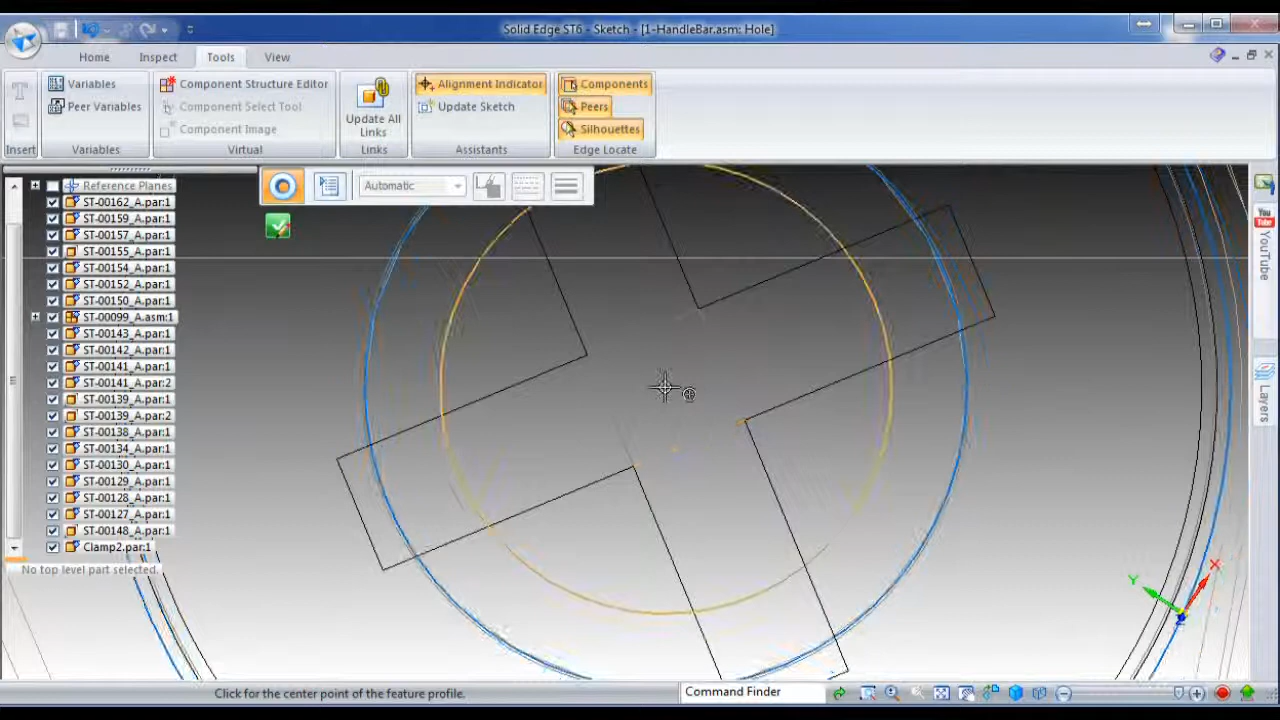 Solid Edge ST6 - Sketch - [1-HandleBar.asm: Hole]
Home Inspect Tools View
Variables
Peer Variables
Component Structure Editor
Component Select Tool
Component Image
Update All
Links
Alignment Indicator
Update Sketch
Components
Peers
Silhouettes
Insert Variables Virtual Links Assistants Edge Locate
Automatic
Reference Planes
ST-00162_A.par:1
ST-00159_A.par:1
ST-00157_A.par:1
ST-00155_A.par:1
ST-00154_A.par:1
ST-00152_A.par:1
ST-00150_A.par:1
ST-00099_A.asm:1
ST-00143_A.par:1
ST-00142_A.par:1
ST-00141_A.par:1
ST-00141_A.par:2
ST-00139_A.par:1
ST-00139_A.par:2
ST-00138_A.par:1
ST-00134_A.par:1
ST-00130_A.par:1
ST-00129_A.par:1
ST-00128_A.par:1
ST-00127_A.par:1
ST-00148_A.par:1
Clamp2.par:1
No top level part selected.
You
Tube
YouTube
Layers
X
Y
Z
Click for the center point of the feature profile.
Command Finder